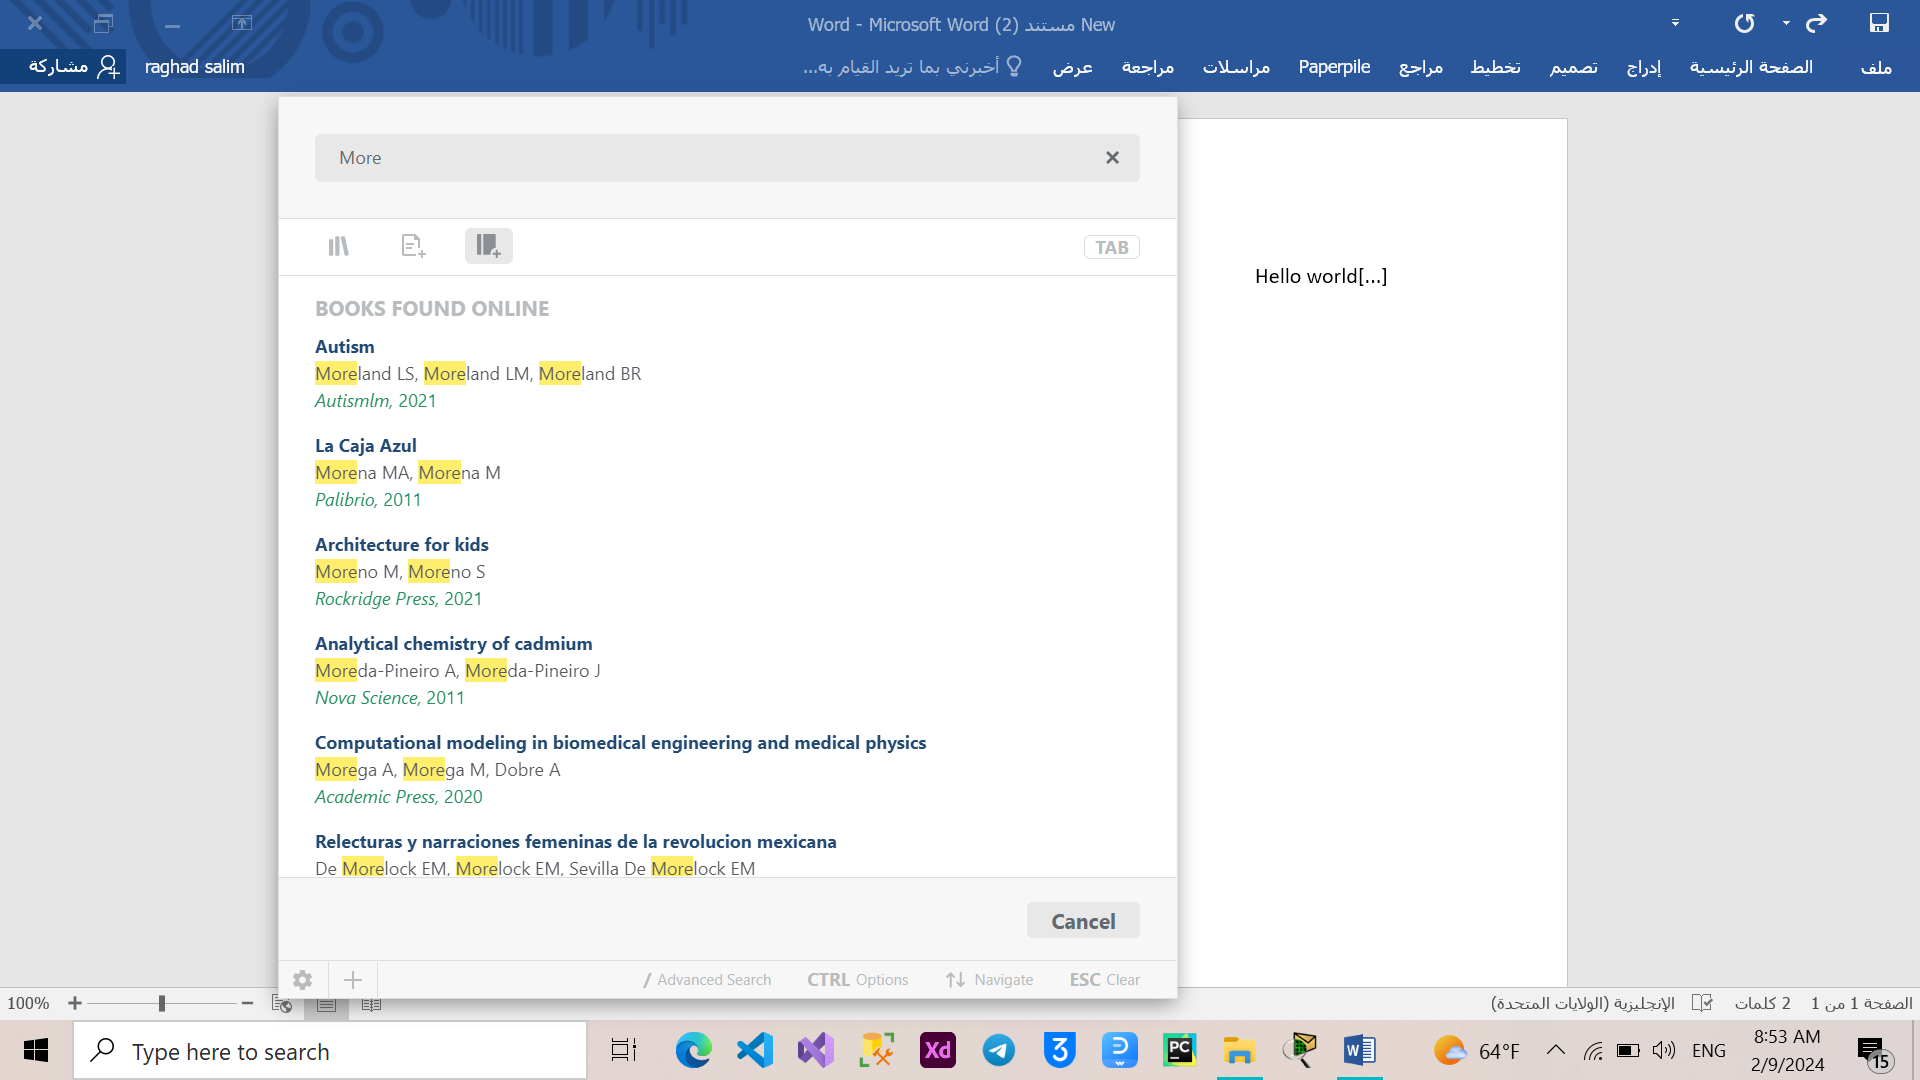 New مستند (2) Word - Microsoft Word
ملف
الصفحة الرئيسية
إدراج
تصميم
تخطيط
مراجع
Paperpile
مراسلات
مراجعة
عرض
أخبرني بما تريد القيام به...
raghad salim
مشاركة
More
TAB
Hello world[...]
BOOKS FOUND ONLINE
Autism
Moreland LS, Moreland LM, Moreland BR
Autismlm, 2021
La Caja Azul
Morena MA, Morena M
Palibrio, 2011
Architecture for kids
Moreno M, Moreno S
Rockridge Press, 2021
Analytical chemistry of cadmium
Moreda-Pineiro A, Moreda-Pineiro J
Nova Science, 2011
Computational modeling in biomedical engineering and medical physics
Morega A, Morega M, Dobre A
Academic Press, 2020
Relecturas y narraciones femeninas de la revolucion mexicana
De Morelock EM, Morelock EM, Sevilla De Morelock EM
Cancel
/ Advanced Search
CTRL Options
Navigate
ESC Clear
الصفحة 1 من 1
2 كلمات
الإنجليزية (الولايات المتحدة)
100%
Type here to search
Xd
3
PC
W
64°F
ENG
8:53 AM
2/9/2024
15